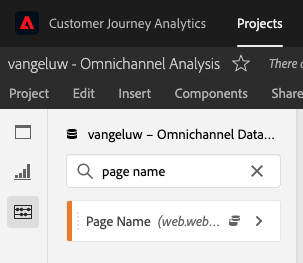 Customer Journey Analytics Projects
vangeluw - Omnichannel Analysis There
Project Edit Insert Components Share
vangeluw – Omnichannel Data...
page name
Page Name (web.web...